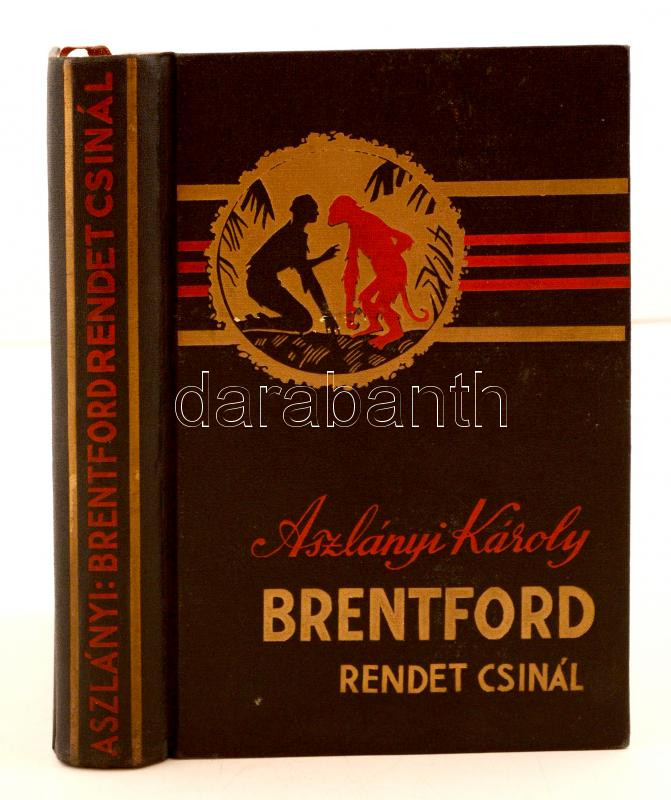 ASZLÁNYI: BRENTFORD RENDET CSINÁL
darabanth
Aszlányi Károly
BRENTFORD
RENDET CSINÁL